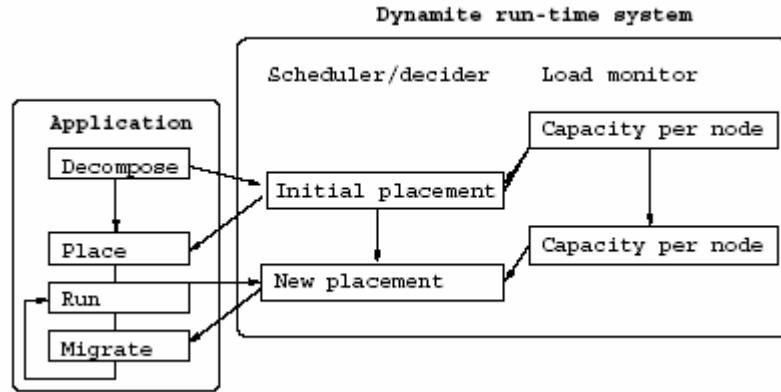 Dynamite run-time system
Scheduler/decider
Load monitor
Application
Capacity per node
Decompose
Initial placement
Place
Capacity per node
Run
New placement
Migrate